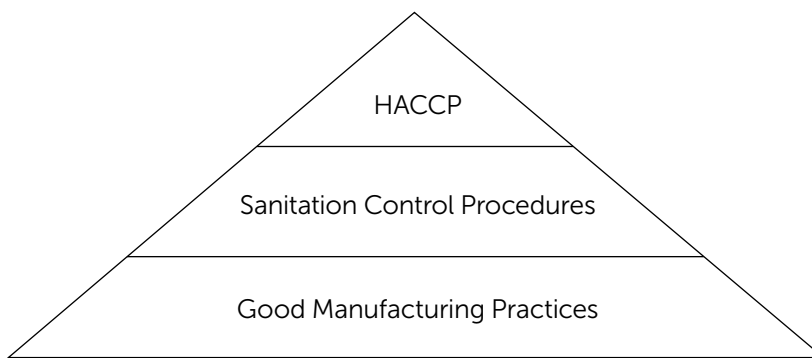 HACCP
Sanitation Control Procedures
Good Manufacturing Practices